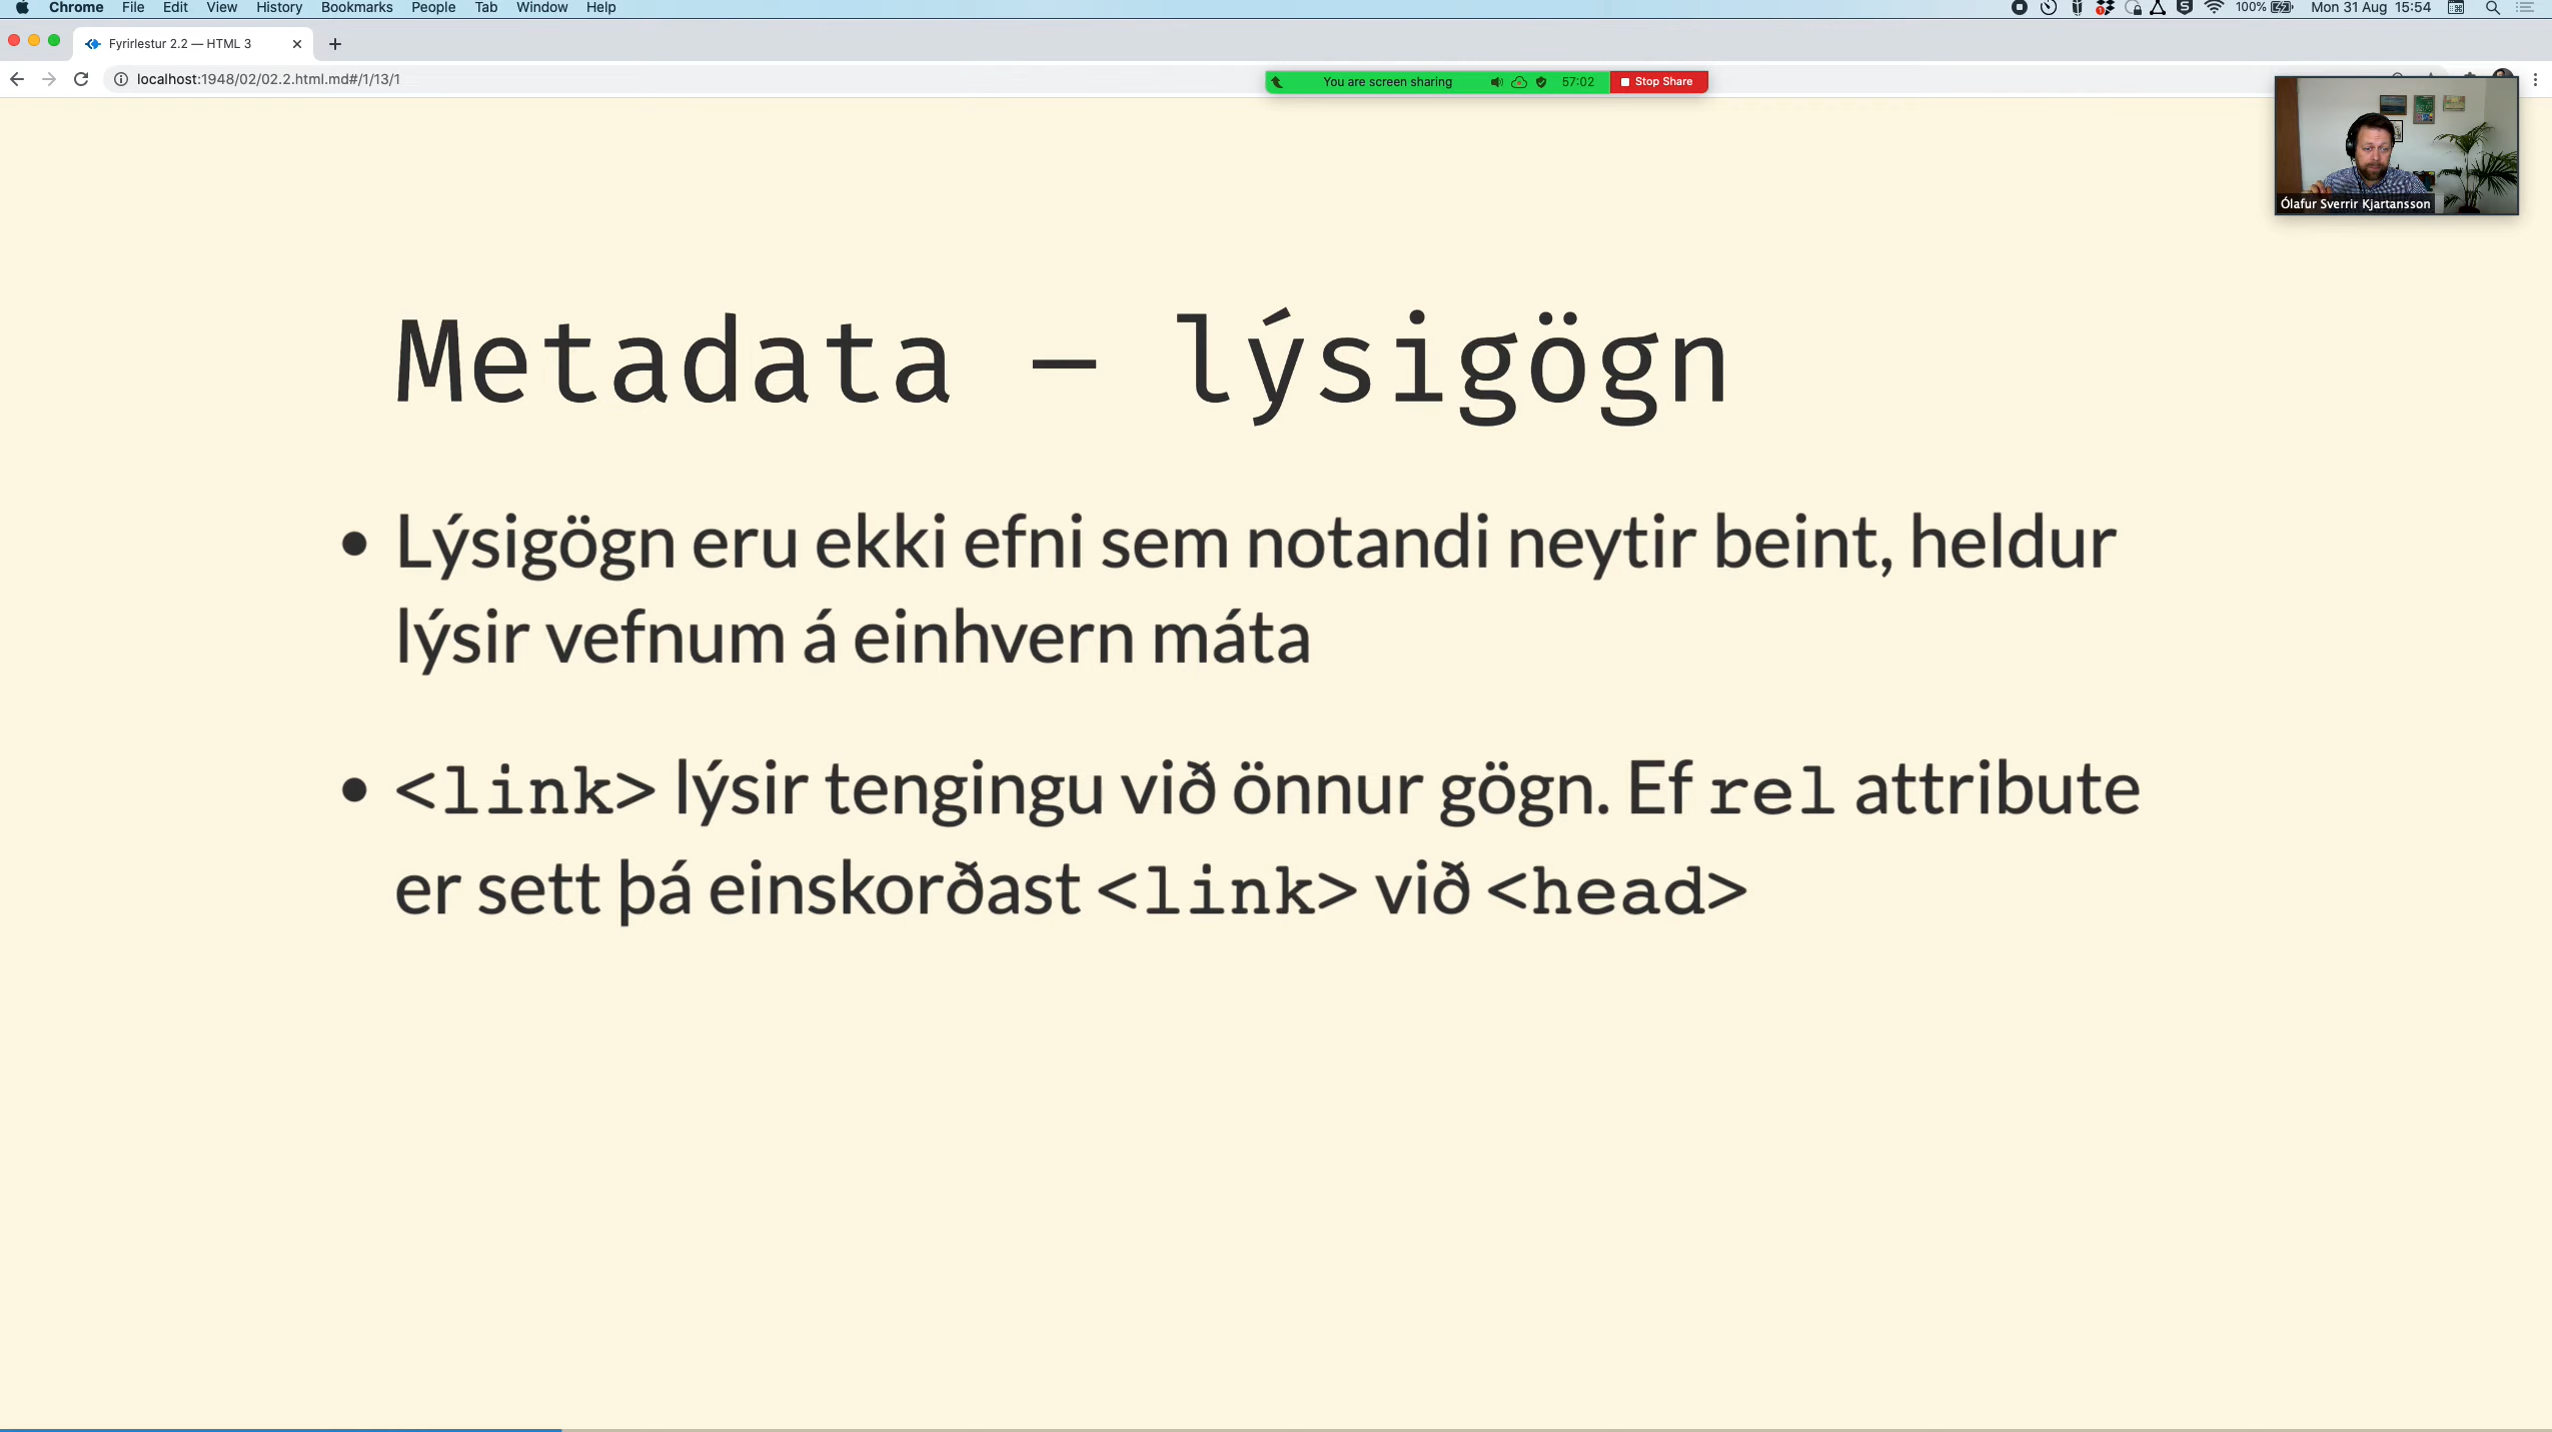 Chrome File Edit View History Bookmarks People Tab Window Help
100% Mon 31 Aug 15:54
Fyrirlestur 2.2 — HTML 3
localhost:1948/02/02.2.html.md#/1/13/1
You are screen sharing 57:02 Stop Share
Ólafur Sverrir Kjartansson
Metadata — lýsigögn
• Lýsigögn eru ekki efni sem notandi neytir beint, heldur
lýsir vefnum á einhvern máta
• <link> lýsir tengingu við önnur gögn. Ef rel attribute
er sett þá einskorðast <link> við <head>